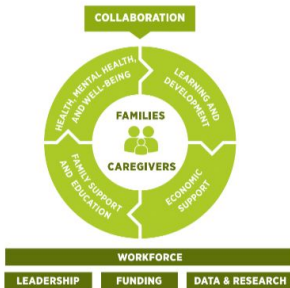 COLLABORATION
HEALTH, MENTAL HEALTH,
AND WELL-BEING
LEARNING AND
DEVELOPMENT
FAMILIES
CAREGIVERS
FAMILY SUPPORT
AND EDUCATION
ECONOMIC
SUPPORT
WORKFORCE
LEADERSHIP
FUNDING
DATA & RESEARCH